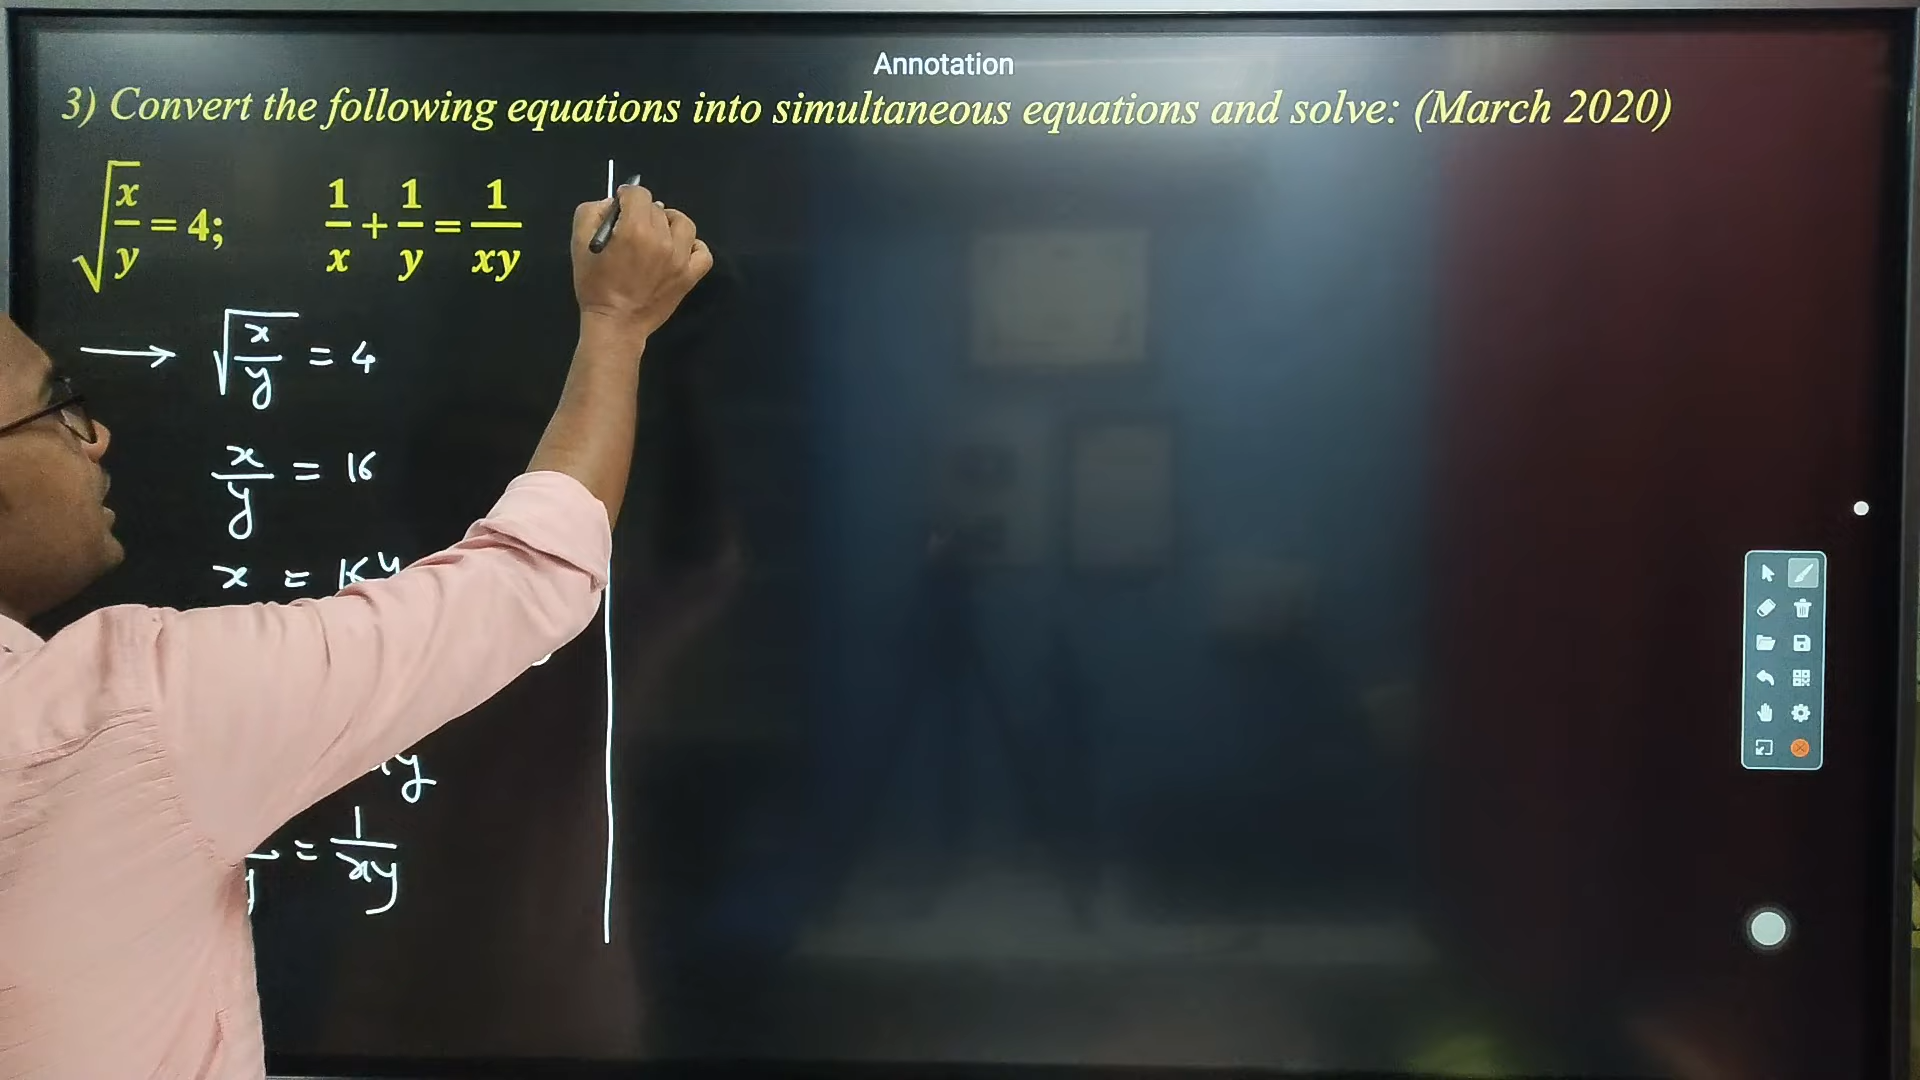 Annotation
3) Convert the following equations into simultaneous equations and solve: (March 2020)
√(x/y) = 4; 1/x + 1/y = 1/xy
→ √(x/y) = 4
x/y = 16
x = 16y
y
= 1/xy